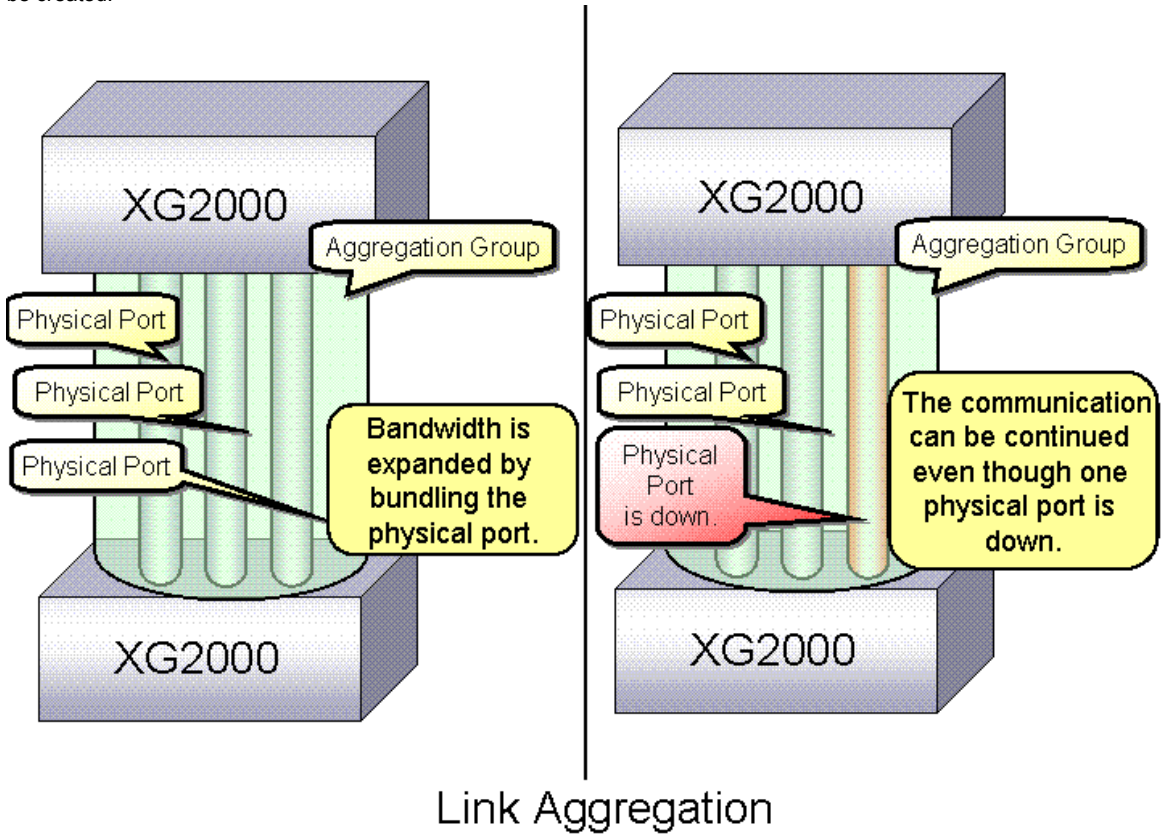 be created.
XG2000
Aggregation Group
Physical Port
Physical Port
Physical Port
Bandwidth is
expanded by
bundling the
physical port.
XG2000
XG2000
Aggregation Group
Physical Port
Physical Port
Physical
Port
is down.
The communication
can be continued
even though one
physical port is
down.
XG2000
Link Aggregation